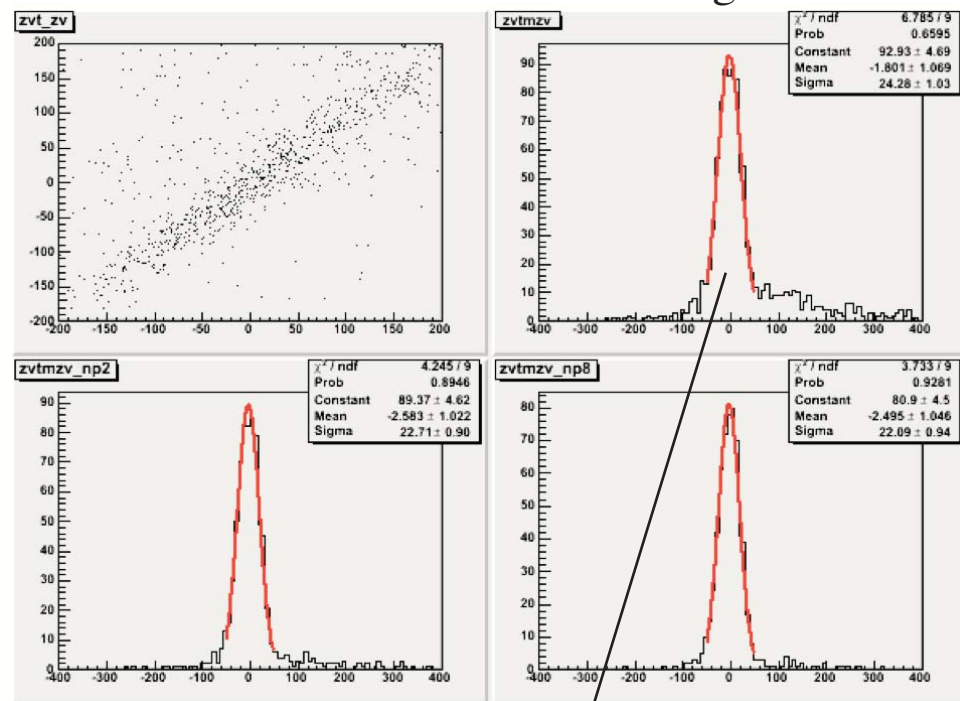 g
zvt_zv
200
150
100
50
0
-50
-100
-150
-200
-200 -150 -100 -50 0 50 100 150 200
zvtmzv
χ² / ndf 6.785 / 9
Prob 0.6595
Constant 92.93 ± 4.69
Mean -1.801 ± 1.069
Sigma 24.28 ± 1.03
90
80
70
60
50
40
30
20
10
0
-400 -300 -200 -100 0 100 200 300 400
zvtmzv_np2
χ² / ndf 4.245 / 9
Prob 0.8946
Constant 89.37 ± 4.62
Mean -2.583 ± 1.022
Sigma 22.71 ± 0.90
90
80
70
60
50
40
30
20
10
0
-400 -300 -200 -100 0 100 200 300 400
zvtmzv_np8
χ² / ndf 3.733 / 9
Prob 0.9281
Constant 80.9 ± 4.5
Mean -2.495 ± 1.046
Sigma 22.09 ± 0.94
80
70
60
50
40
30
20
10
0
-400 -300 -200 -100 0 100 200 300 400